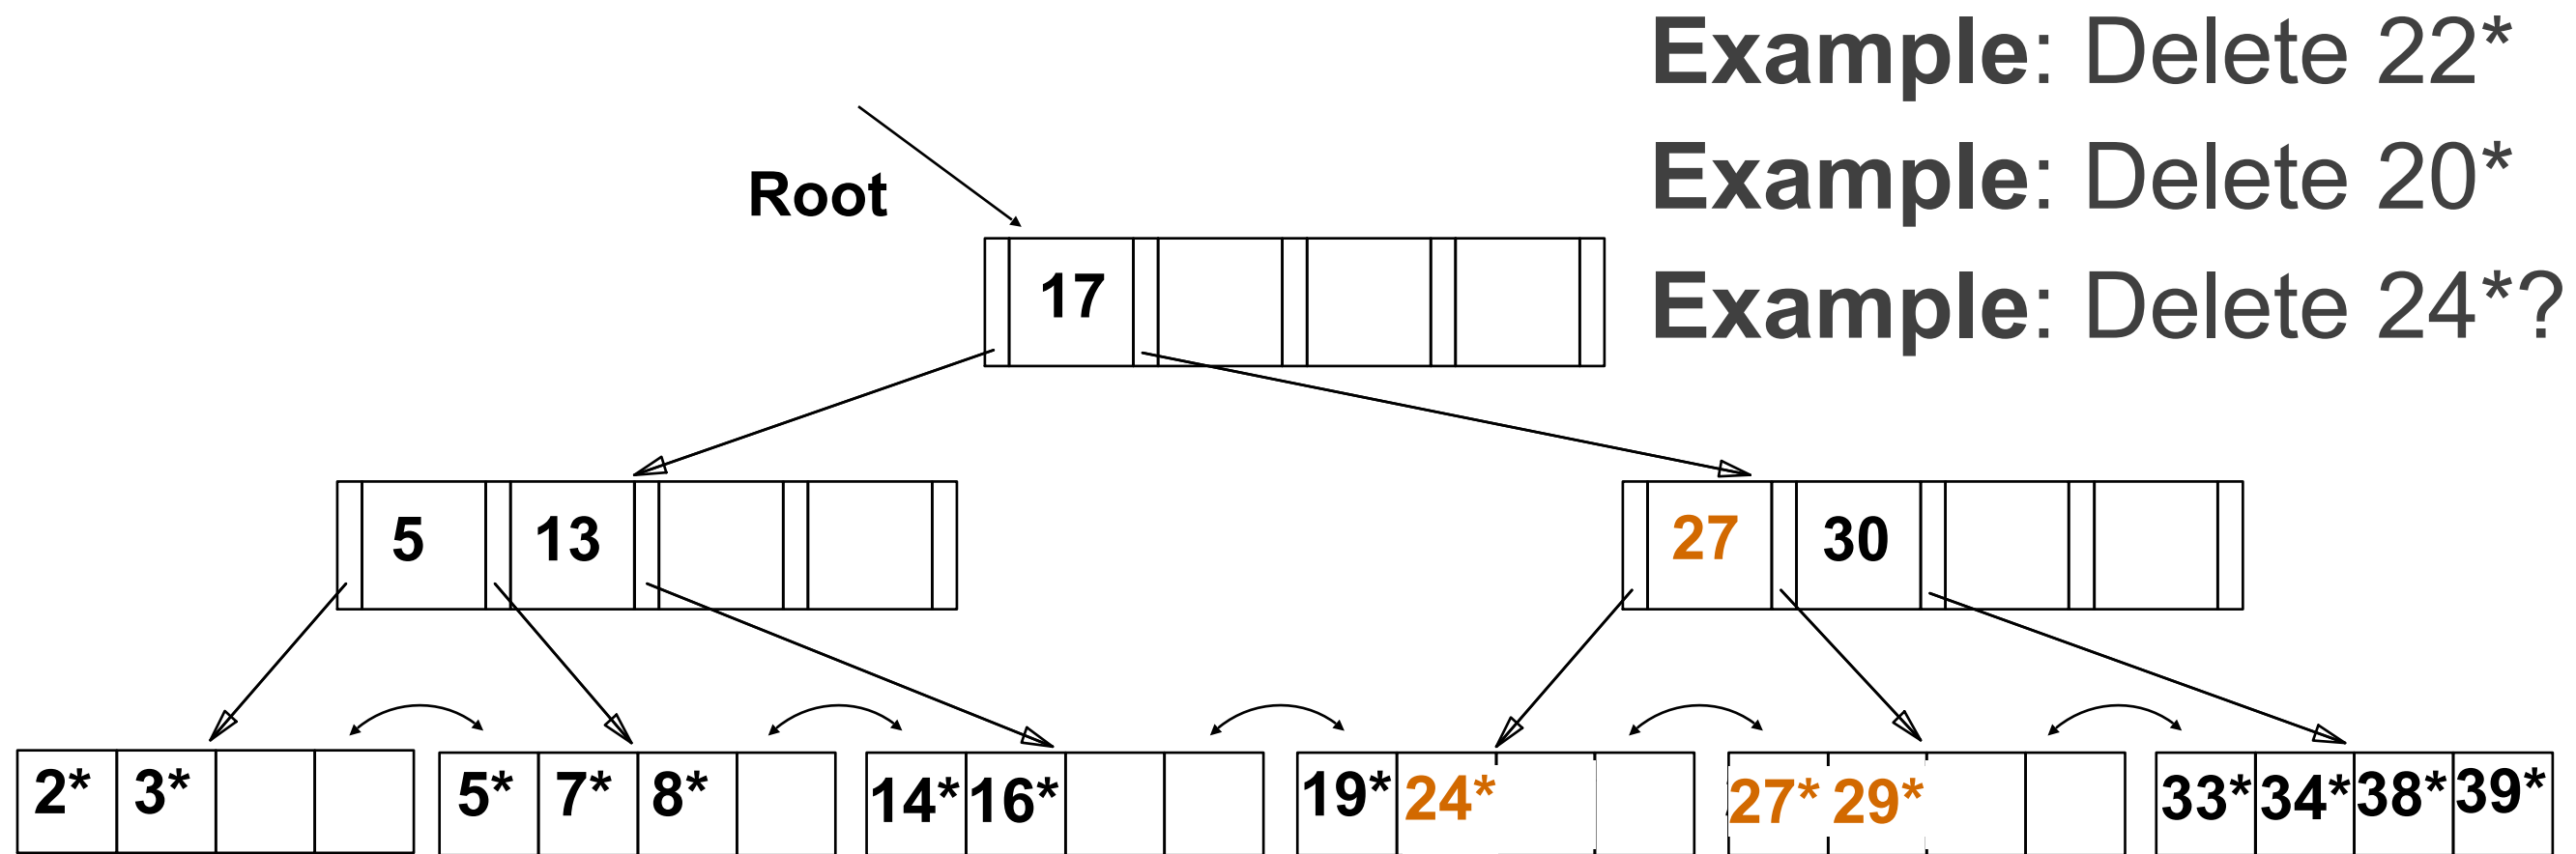 Example: Delete 22*
Example: Delete 20*
Root
Example: Delete 24*?
17
5 13
27 30
2* 3*
5* 7* 8*
14* 16*
19* 24*
27* 29*
33* 34* 38* 39*